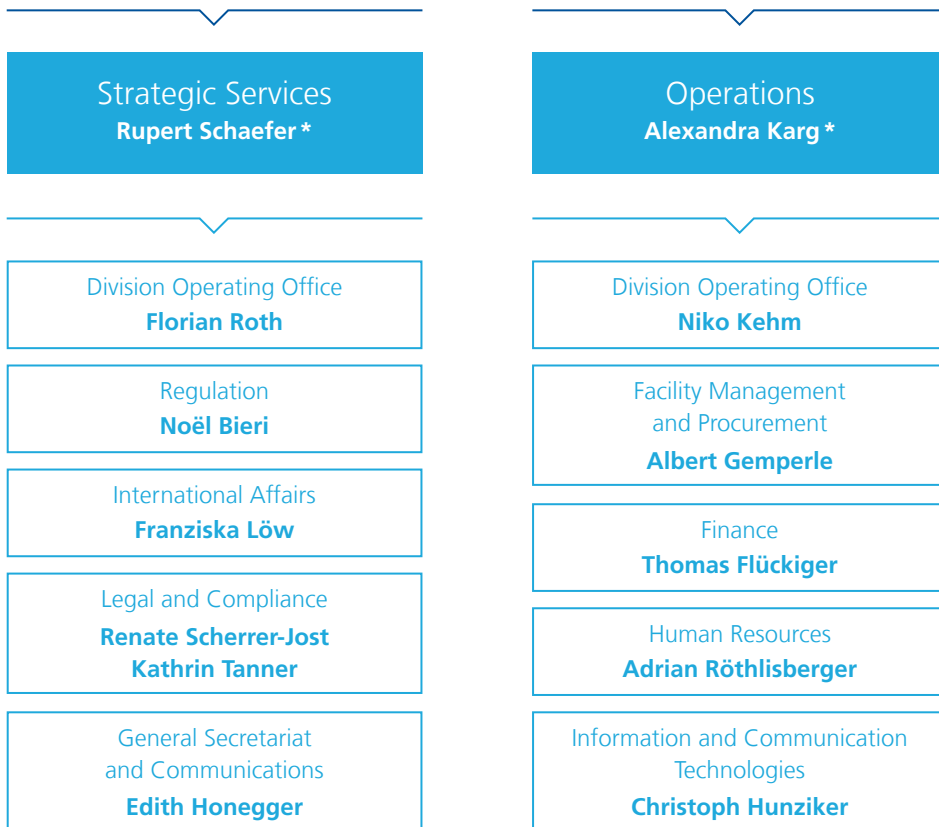 Strategic Services
Rupert Schaefer *
Division Operating Office
Florian Roth
Regulation
Noël Bieri
International Affairs
Franziska Löw
Legal and Compliance
Renate Scherrer-Jost
Kathrin Tanner
General Secretariat
and Communications
Edith Honegger
Operations
Alexandra Karg *
Division Operating Office
Niko Kehm
Facility Management
and Procurement
Albert Gemperle
Finance
Thomas Flückiger
Human Resources
Adrian Röthlisberger
Information and Communication
Technologies
Christoph Hunziker